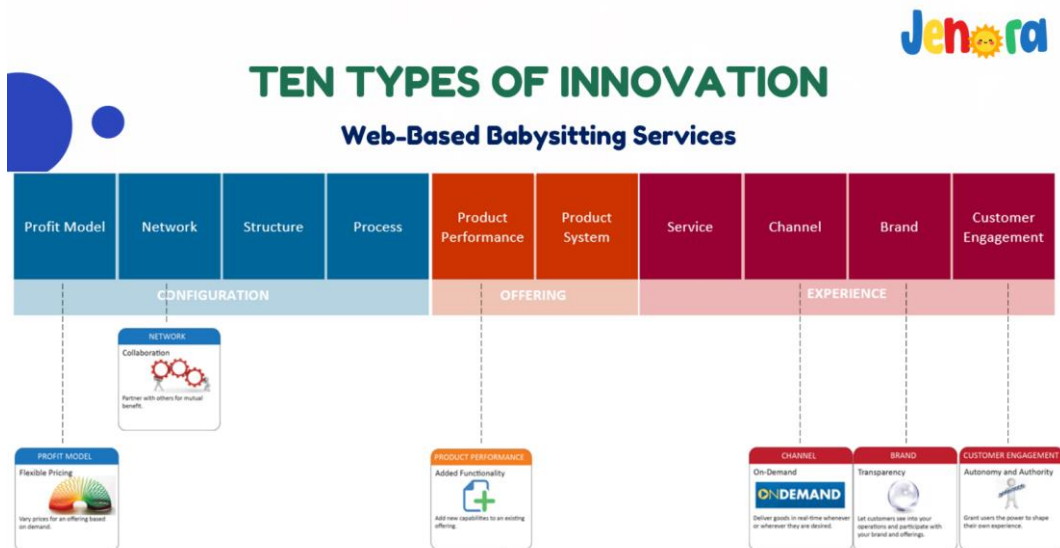 Jenora
TEN TYPES OF INNOVATION
Web-Based Babysitting Services
Profit Model
Network
Structure
Process
Product
Performance
Product
System
Service
Channel
Brand
Customer
Engagement
CONFIGURATION
OFFERING
EXPERIENCE
NETWORK
Collaboration
Partner with others for mutual
benefit.
PROFIT MODEL
Flexible Pricing
Vary prices for an offering based
on demand.
PRODUCT PERFORMANCE
Added Functionality
Add new capabilities to an existing
offering.
CHANNEL
On-Demand
ONDEMAND
Deliver goods in real-time whenever
or wherever they are desired.
BRAND
Transparency
Let customers see into your
operations and participate with
your brand and offerings.
CUSTOMER ENGAGEMENT
Autonomy and Authority
Grant users the power to shape
their own experience.